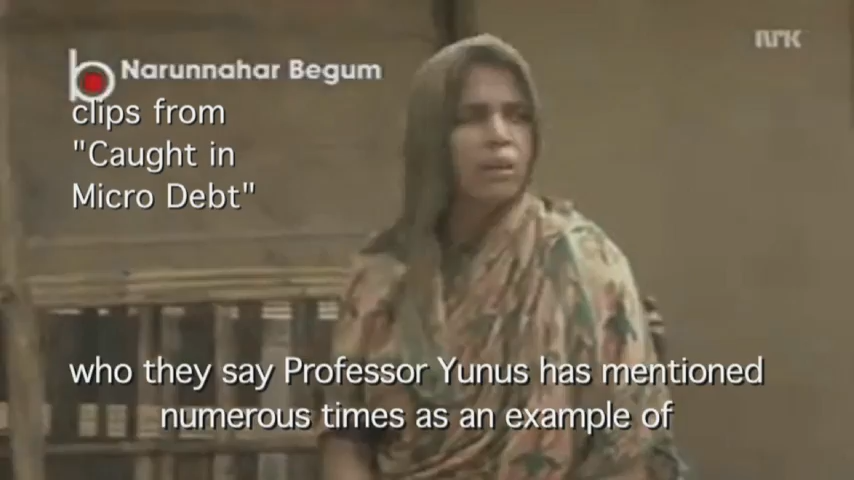 NRK
Narunnahar Begum
clips from
"Caught in
Micro Debt"
who they say Professor Yunus has mentioned
numerous times as an example of